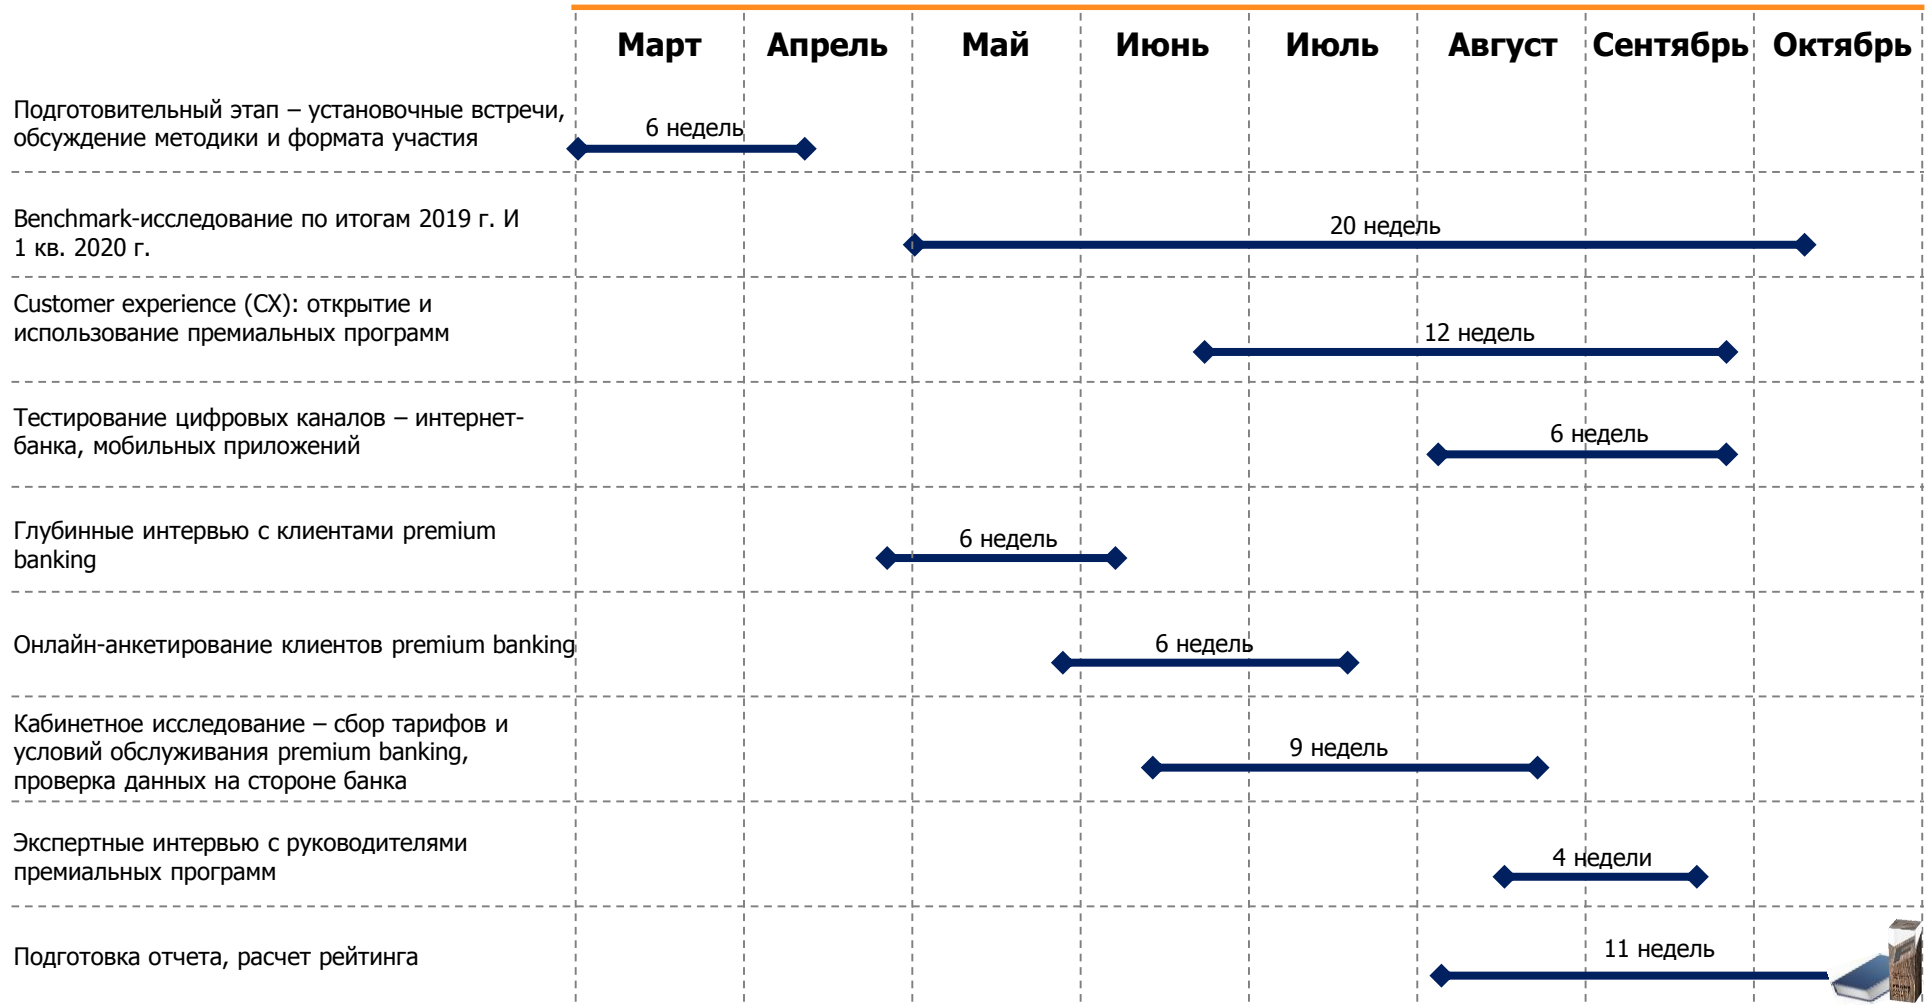 Март Апрель Май Июнь Июль Август Сентябрь Октябрь
Подготовительный этап – установочные встречи,
обсуждение методики и формата участия
6 недель
Benchmark-исследование по итогам 2019 г. И
1 кв. 2020 г.
20 недель
Customer experience (CX): открытие и
использование премиальных программ
12 недель
Тестирование цифровых каналов – интернет-
банка, мобильных приложений
6 недель
Глубинные интервью с клиентами premium
banking
6 недель
Онлайн-анкетирование клиентов premium banking
6 недель
Кабинетное исследование – сбор тарифов и
условий обслуживания premium banking,
проверка данных на стороне банка
9 недель
Экспертные интервью с руководителями
премиальных программ
4 недели
Подготовка отчета, расчет рейтинга
11 недель